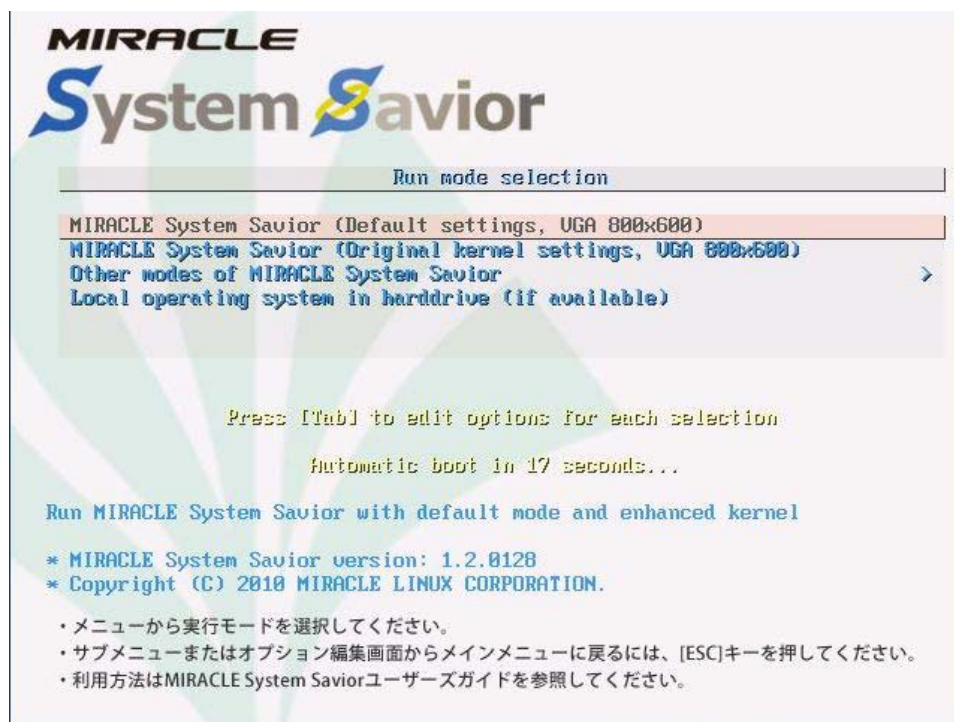 MIRACLE
System Savior
Run mode selection
MIRACLE System Savior (Default settings, VGA 800x600)
MIRACLE System Savior (Original kernel settings, VGA 800x600)
Other modes of MIRACLE System Savior >
Local operating system in harddrive (if available)
Press [Tab] to edit options for each selection
Automatic boot in 17 seconds...
Run MIRACLE System Savior with default mode and enhanced kernel
* MIRACLE System Savior version: 1.2.0128
* Copyright (C) 2010 MIRACLE LINUX CORPORATION.
・メニューから実行モードを選択してください。
・サブメニューまたはオプション編集画面からメインメニューに戻るには、[ESC]キーを押してください。
・利用方法はMIRACLE System Saviorユーザーズガイドを参照してください。